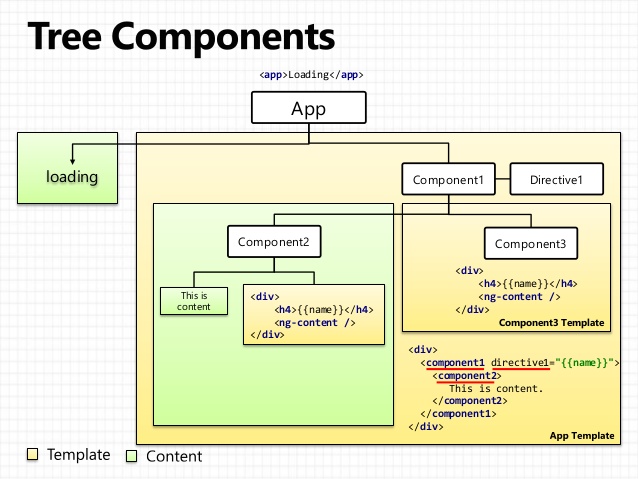 Tree Components
<app>Loading</app>
App
loading
Component1
Directive1
Component2
Component3
This is
content
<div>
<h4>{{name}}</h4>
<ng-content />
</div>
<div>
<h4>{{name}}</h4>
<ng-content />
</div>
Component3 Template
<div>
<component1 directive1="{{name}}">
<component2>
This is content.
</component2>
</component1>
</div>
App Template
Template
Content